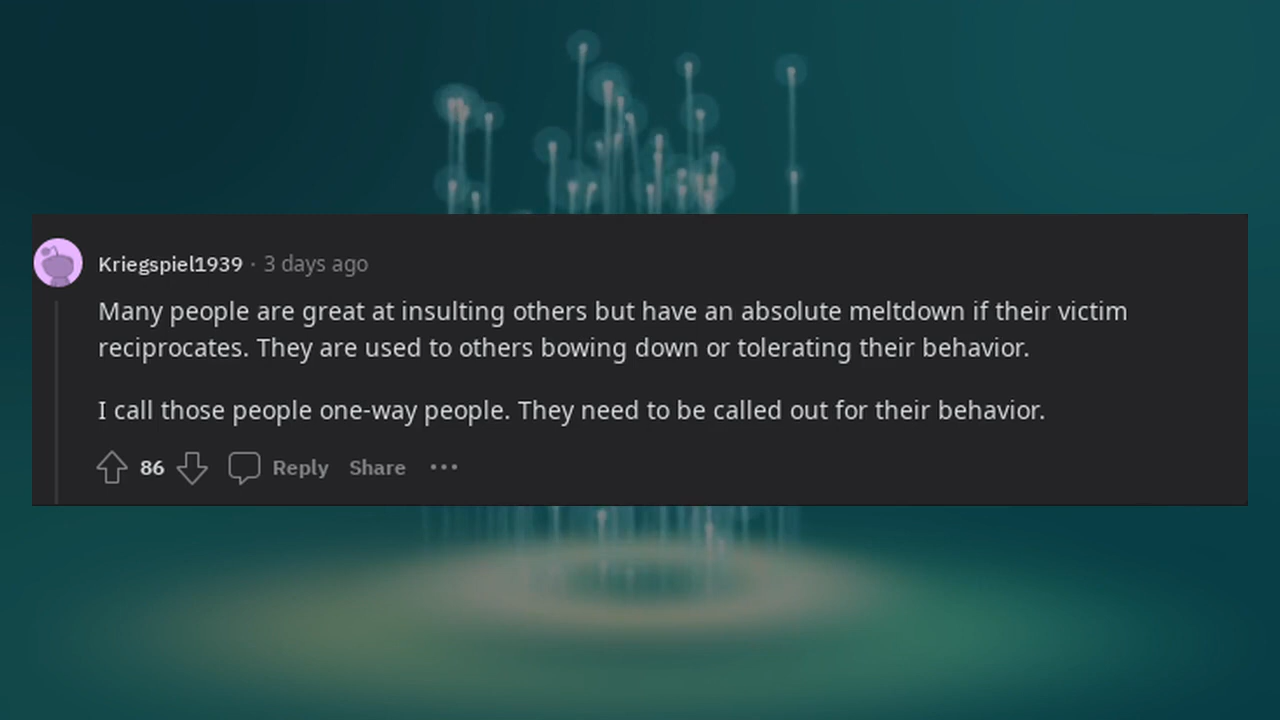 Kriegspiel1939 · 3 days ago
Many people are great at insulting others but have an absolute meltdown if their victim
reciprocates. They are used to others bowing down or tolerating their behavior.
I call those people one-way people. They need to be called out for their behavior.
86 Reply Share ...